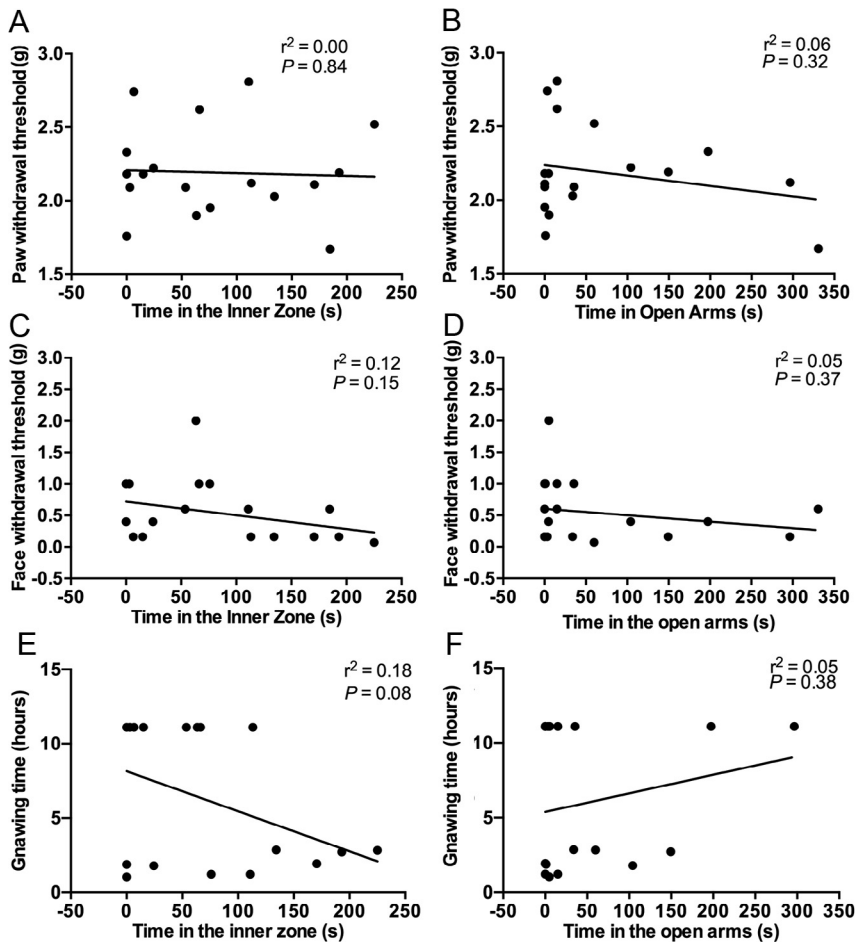 A
r² = 0.00
P = 0.84
Paw withdrawal threshold (g)
3.0
2.5
2.0
1.5
-50 0 50 100 150 200 250
Time in the Inner Zone (s)
B
r² = 0.06
P = 0.32
Paw withdrawal threshold (g)
3.0
2.5
2.0
1.5
-50 0 50 100 150 200 250 300 350
Time in Open Arms (s)
C
r² = 0.12
P = 0.15
Face withdrawal threshold (g)
3.0
2.5
2.0
1.5
1.0
0.5
0.0
-0.5
-50 0 50 100 150 200 250
Time in the Inner Zone (s)
D
r² = 0.05
P = 0.37
Face withdrawal threshold (g)
3.0
2.5
2.0
1.5
1.0
0.5
0.0
-0.5
-50 0 50 100 150 200 250 300 350
Time in the open arms (s)
E
r² = 0.18
P = 0.08
Gnawing time (hours)
15
10
5
0
-50 0 50 100 150 200 250
Time in the inner zone (s)
F
r² = 0.05
P = 0.38
Gnawing time (hours)
15
10
5
0
-50 0 50 100 150 200 250 300 350
Time in the open arms (s)